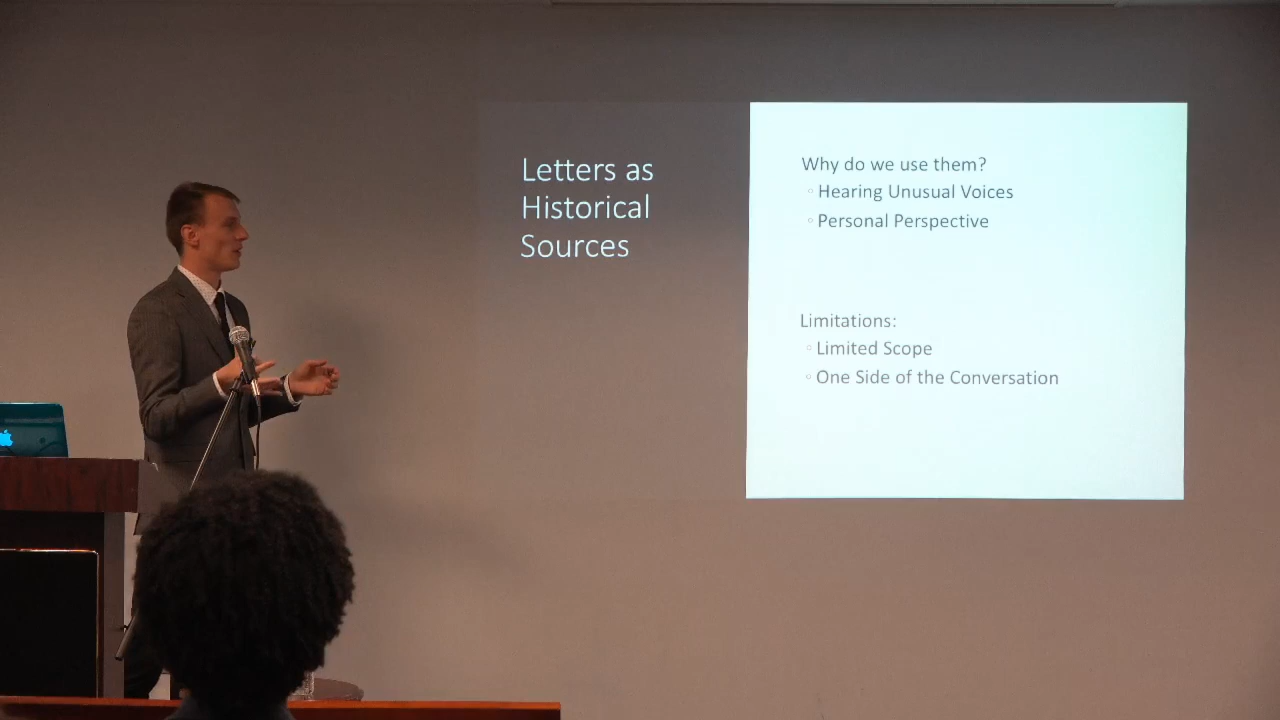 Letters as
Historical
Sources
Why do we use them?
◦ Hearing Unusual Voices
◦ Personal Perspective
Limitations:
◦ Limited Scope
◦ One Side of the Conversation